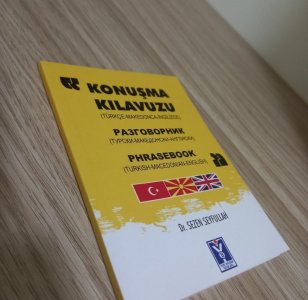 KONUŞMA
KILAVUZU
(TÜRKÇE-MAKEDONCA-İNGİLİZCE)
РАЗГОВОРНИК
(ТУРСКИ-МАКЕДОНСКИ-АНГЛИСКИ)
PHRASEBOOK
(TURKISH-MACEDONIAN-ENGLISH)
Dr. SEZEN SEYFULLAH